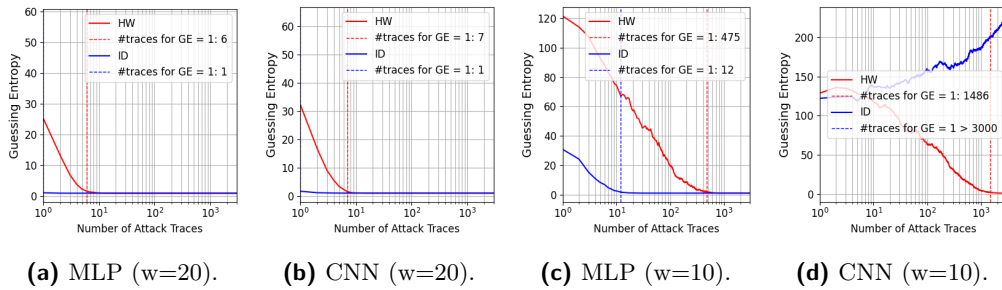 Guessing Entropy
60
50
40
30
20
10
0
HW
#traces for GE = 1: 6
ID
#traces for GE = 1: 1
10^0 10^1 10^2 10^3
Number of Attack Traces
(a) MLP (w=20).
Guessing Entropy
60
50
40
30
20
10
0
HW
#traces for GE = 1: 7
ID
#traces for GE = 1: 1
10^0 10^1 10^2 10^3
Number of Attack Traces
(b) CNN (w=20).
Guessing Entropy
120
100
80
60
40
20
0
HW
#traces for GE = 1: 475
ID
#traces for GE = 1: 12
10^0 10^1 10^2 10^3
Number of Attack Traces
(c) MLP (w=10).
Guessing Entropy
200
150
100
50
0
HW
#traces for GE = 1: 1486
ID
#traces for GE = 1 > 3000
10^0 10^1 10^2 10^3
Number of Attack Traces
(d) CNN (w=10).